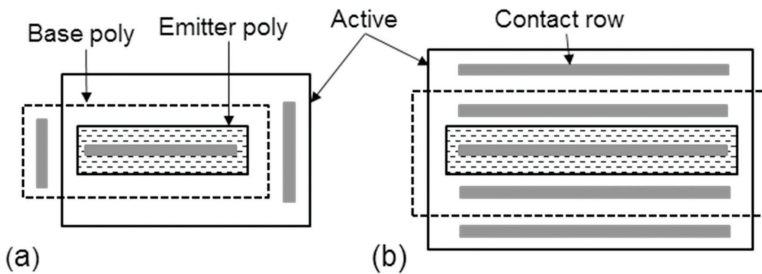 Base poly
Emitter poly
Active
Contact row
(a)
(b)